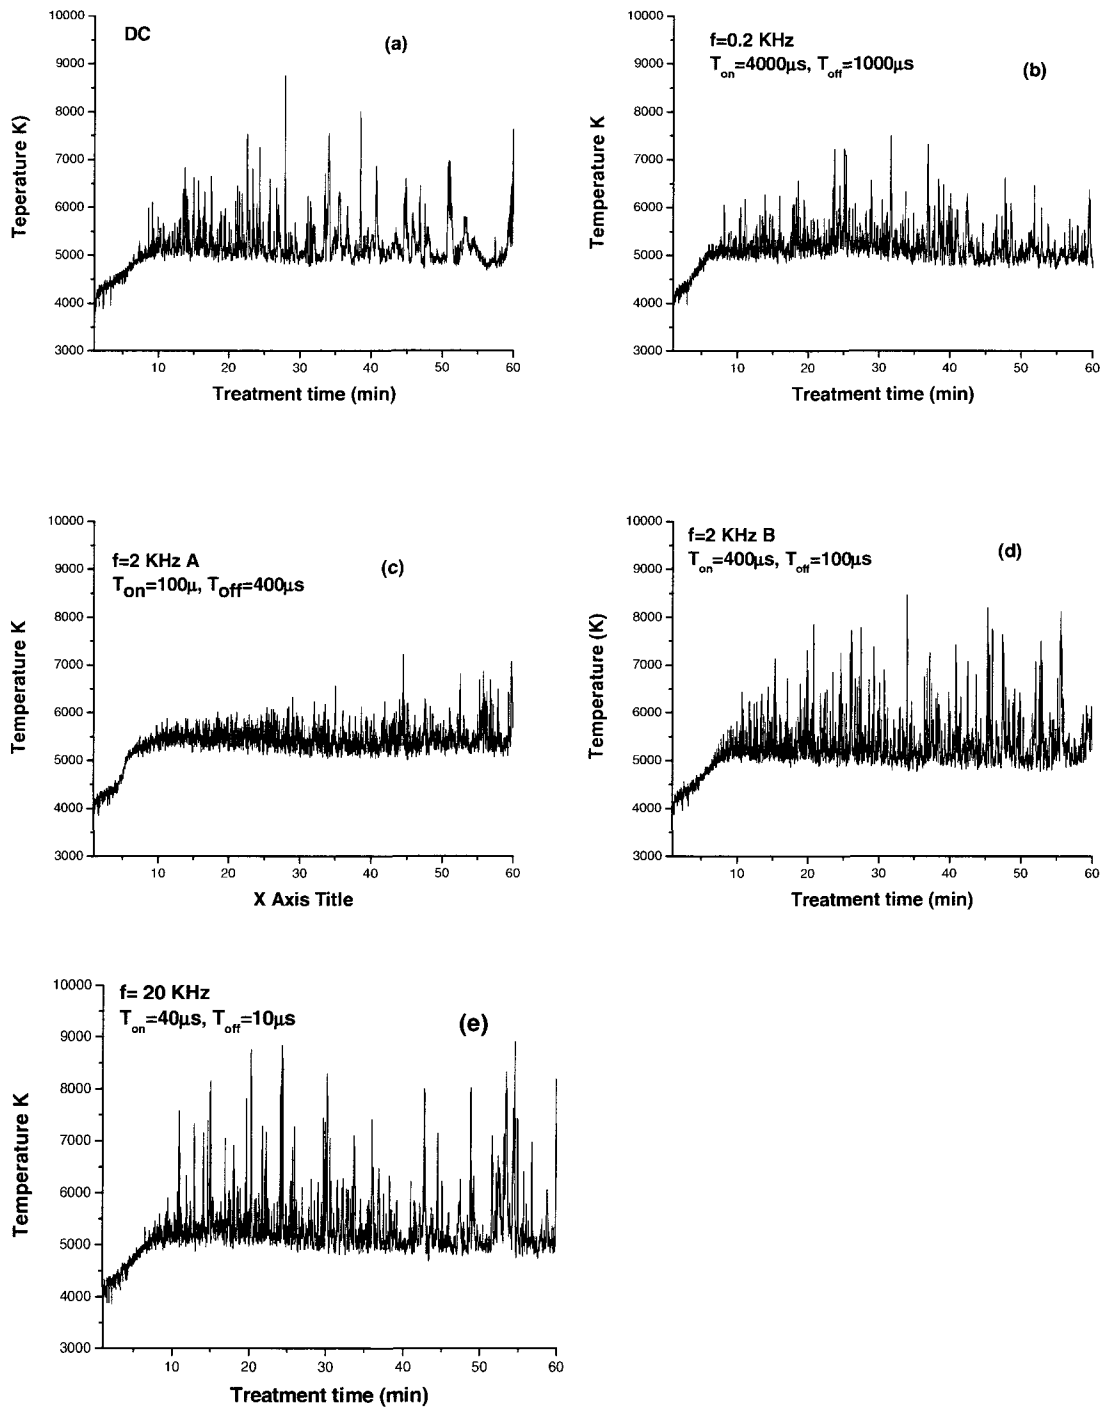 DC
(a)
10000
9000
8000
7000
6000
5000
4000
3000
Teperature K)
10 20 30 40 50 60
Treatment time (min)
f=0.2 KHz
Ton=4000μs, Toff=1000μs
(b)
10000
9000
8000
7000
6000
5000
4000
3000
Temperature K
10 20 30 40 50 60
Treatment time (min)
f=2 KHz A
Ton=100μ, Toff=400μs
(c)
10000
9000
8000
7000
6000
5000
4000
3000
Temperature K
10 20 30 40 50 60
X Axis Title
f=2 KHz B
Ton=400μs, Toff=100μs
(d)
10000
9000
8000
7000
6000
5000
4000
3000
Temperature (K)
10 20 30 40 50 60
Treatment time (min)
f= 20 KHz
Ton=40μs, Toff=10μs
(e)
10000
9000
8000
7000
6000
5000
4000
3000
Temperature K
10 20 30 40 50 60
Treatment time (min)